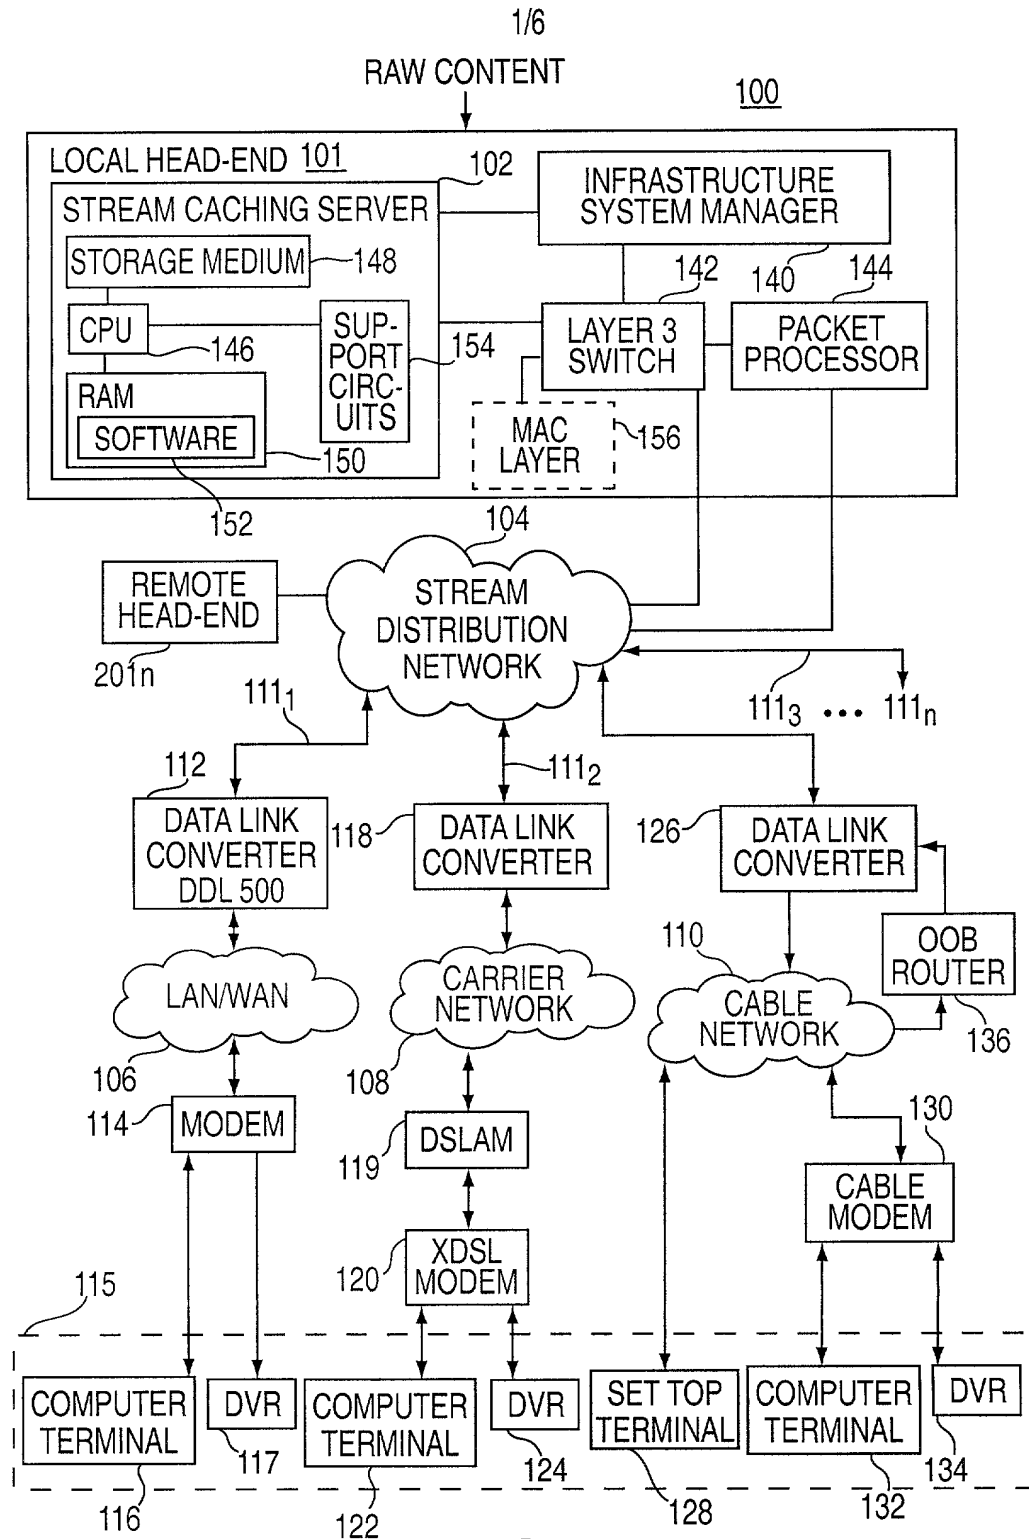 1/6
RAW CONTENT
100
LOCAL HEAD-END 101
102
STREAM CACHING SERVER
INFRASTRUCTURE
SYSTEM MANAGER
140
STORAGE MEDIUM
148
CPU
146
SUP-
PORT
CIRC-
UITS
154
RAM
SOFTWARE
150
152
142
LAYER 3
SWITCH
144
PACKET
PROCESSOR
MAC
LAYER
156
104
STREAM
DISTRIBUTION
NETWORK
REMOTE
HEAD-END
201n
111₁
111₂
111₃ ••• 111ₙ
112
DATA LINK
CONVERTER
DDL 500
118
DATA LINK
CONVERTER
126
DATA LINK
CONVERTER
LAN/WAN
106
CARRIER
NETWORK
108
110
CABLE
NETWORK
OOB
ROUTER
136
114
MODEM
119
DSLAM
130
CABLE
MODEM
120
XDSL
MODEM
115
COMPUTER
TERMINAL
116
DVR
117
COMPUTER
TERMINAL
122
DVR
124
SET TOP
TERMINAL
128
COMPUTER
TERMINAL
132
DVR
134